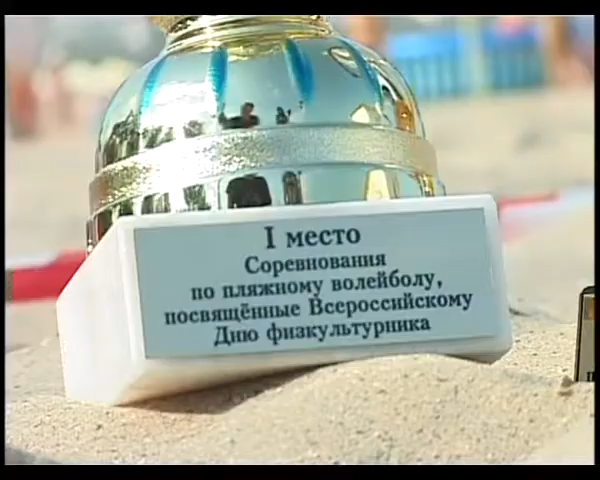 I место
Соревнования
по пляжному волейболу,
посвящённые Всероссийскому
Дню физкультурника